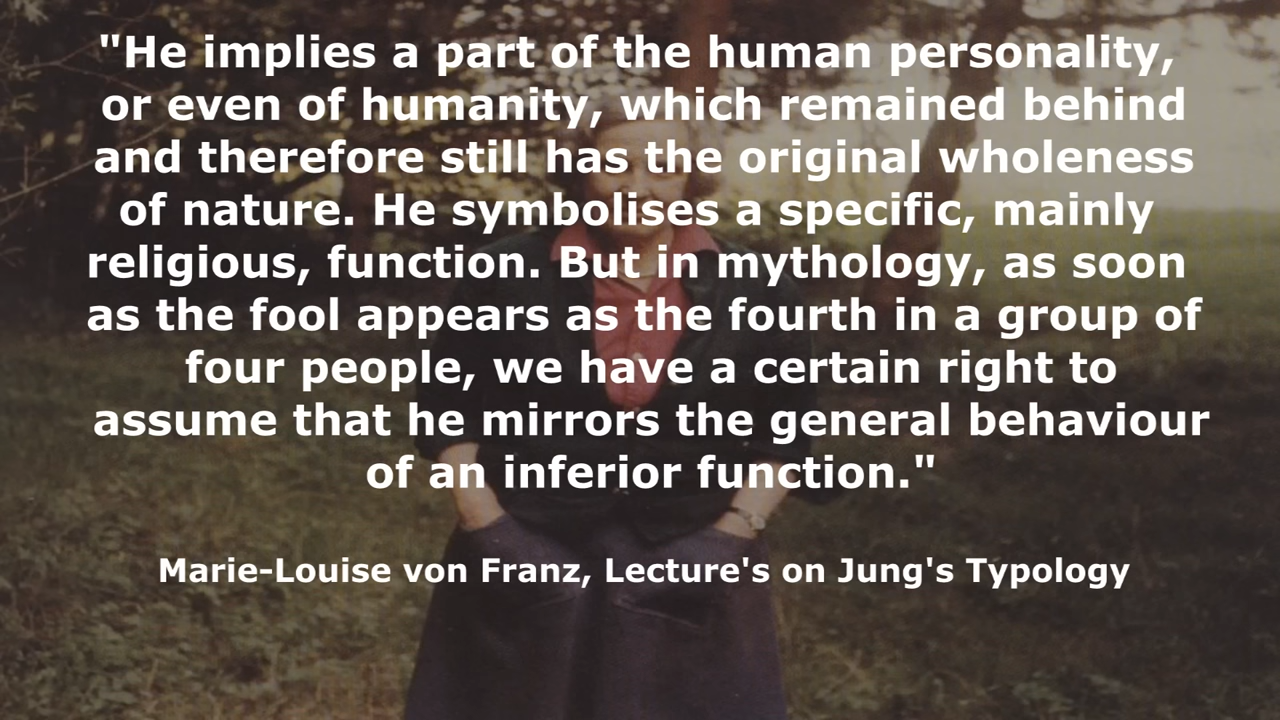 "He implies a part of the human personality,
or even of humanity, which remained behind
and therefore still has the original wholeness
of nature. He symbolises a specific, mainly
religious, function. But in mythology, as soon
as the fool appears as the fourth in a group of
four people, we have a certain right to
assume that he mirrors the general behaviour
of an inferior function."
Marie-Louise von Franz, Lecture's on Jung's Typology